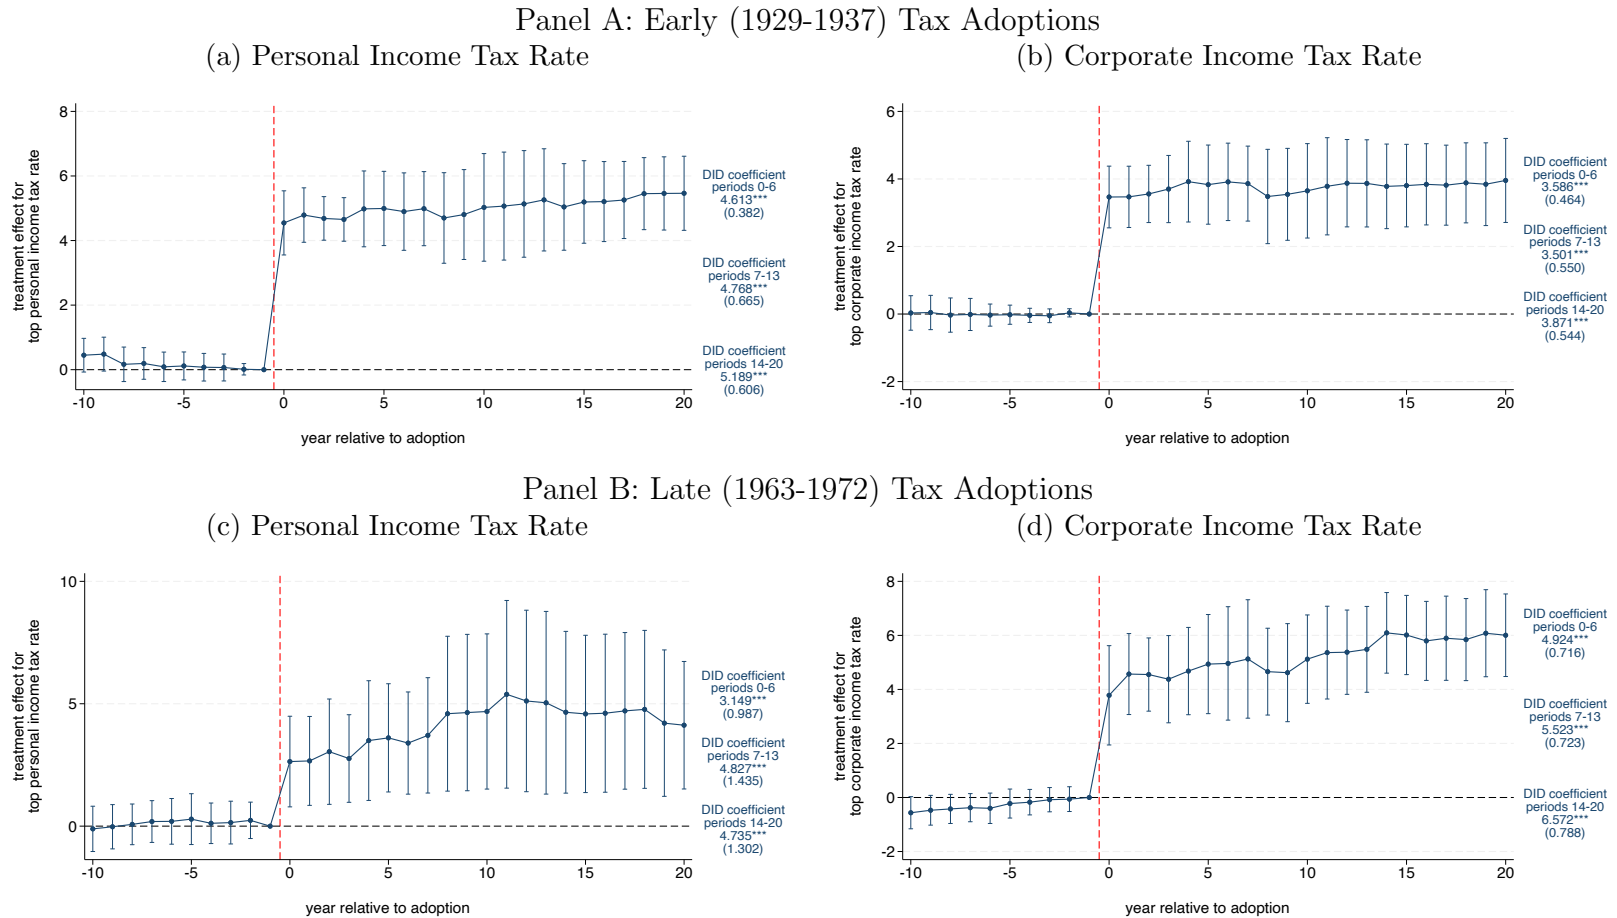 Panel A: Early (1929-1937) Tax Adoptions
(a) Personal Income Tax Rate
treatment effect for
top personal income tax rate
8
6
4
2
0
-10
-5
0
5
10
15
20
year relative to adoption
DID coefficient
periods 0-6
4.613***
(0.382)
DID coefficient
periods 7-13
4.768***
(0.665)
DID coefficient
periods 14-20
5.189***
(0.606)
(b) Corporate Income Tax Rate
treatment effect for
top corporate income tax rate
6
4
2
0
-2
-10
-5
0
5
10
15
20
year relative to adoption
DID coefficient
periods 0-6
3.586***
(0.464)
DID coefficient
periods 7-13
3.501***
(0.550)
DID coefficient
periods 14-20
3.871***
(0.544)
Panel B: Late (1963-1972) Tax Adoptions
(c) Personal Income Tax Rate
treatment effect for
top personal income tax rate
10
5
0
-10
-5
0
5
10
15
20
year relative to adoption
DID coefficient
periods 0-6
3.149***
(0.987)
DID coefficient
periods 7-13
4.827***
(1.435)
DID coefficient
periods 14-20
4.735***
(1.302)
(d) Corporate Income Tax Rate
treatment effect for
top corporate income tax rate
8
6
4
2
0
-2
-10
-5
0
5
10
15
20
year relative to adoption
DID coefficient
periods 0-6
4.924***
(0.716)
DID coefficient
periods 7-13
5.523***
(0.723)
DID coefficient
periods 14-20
6.572***
(0.788)